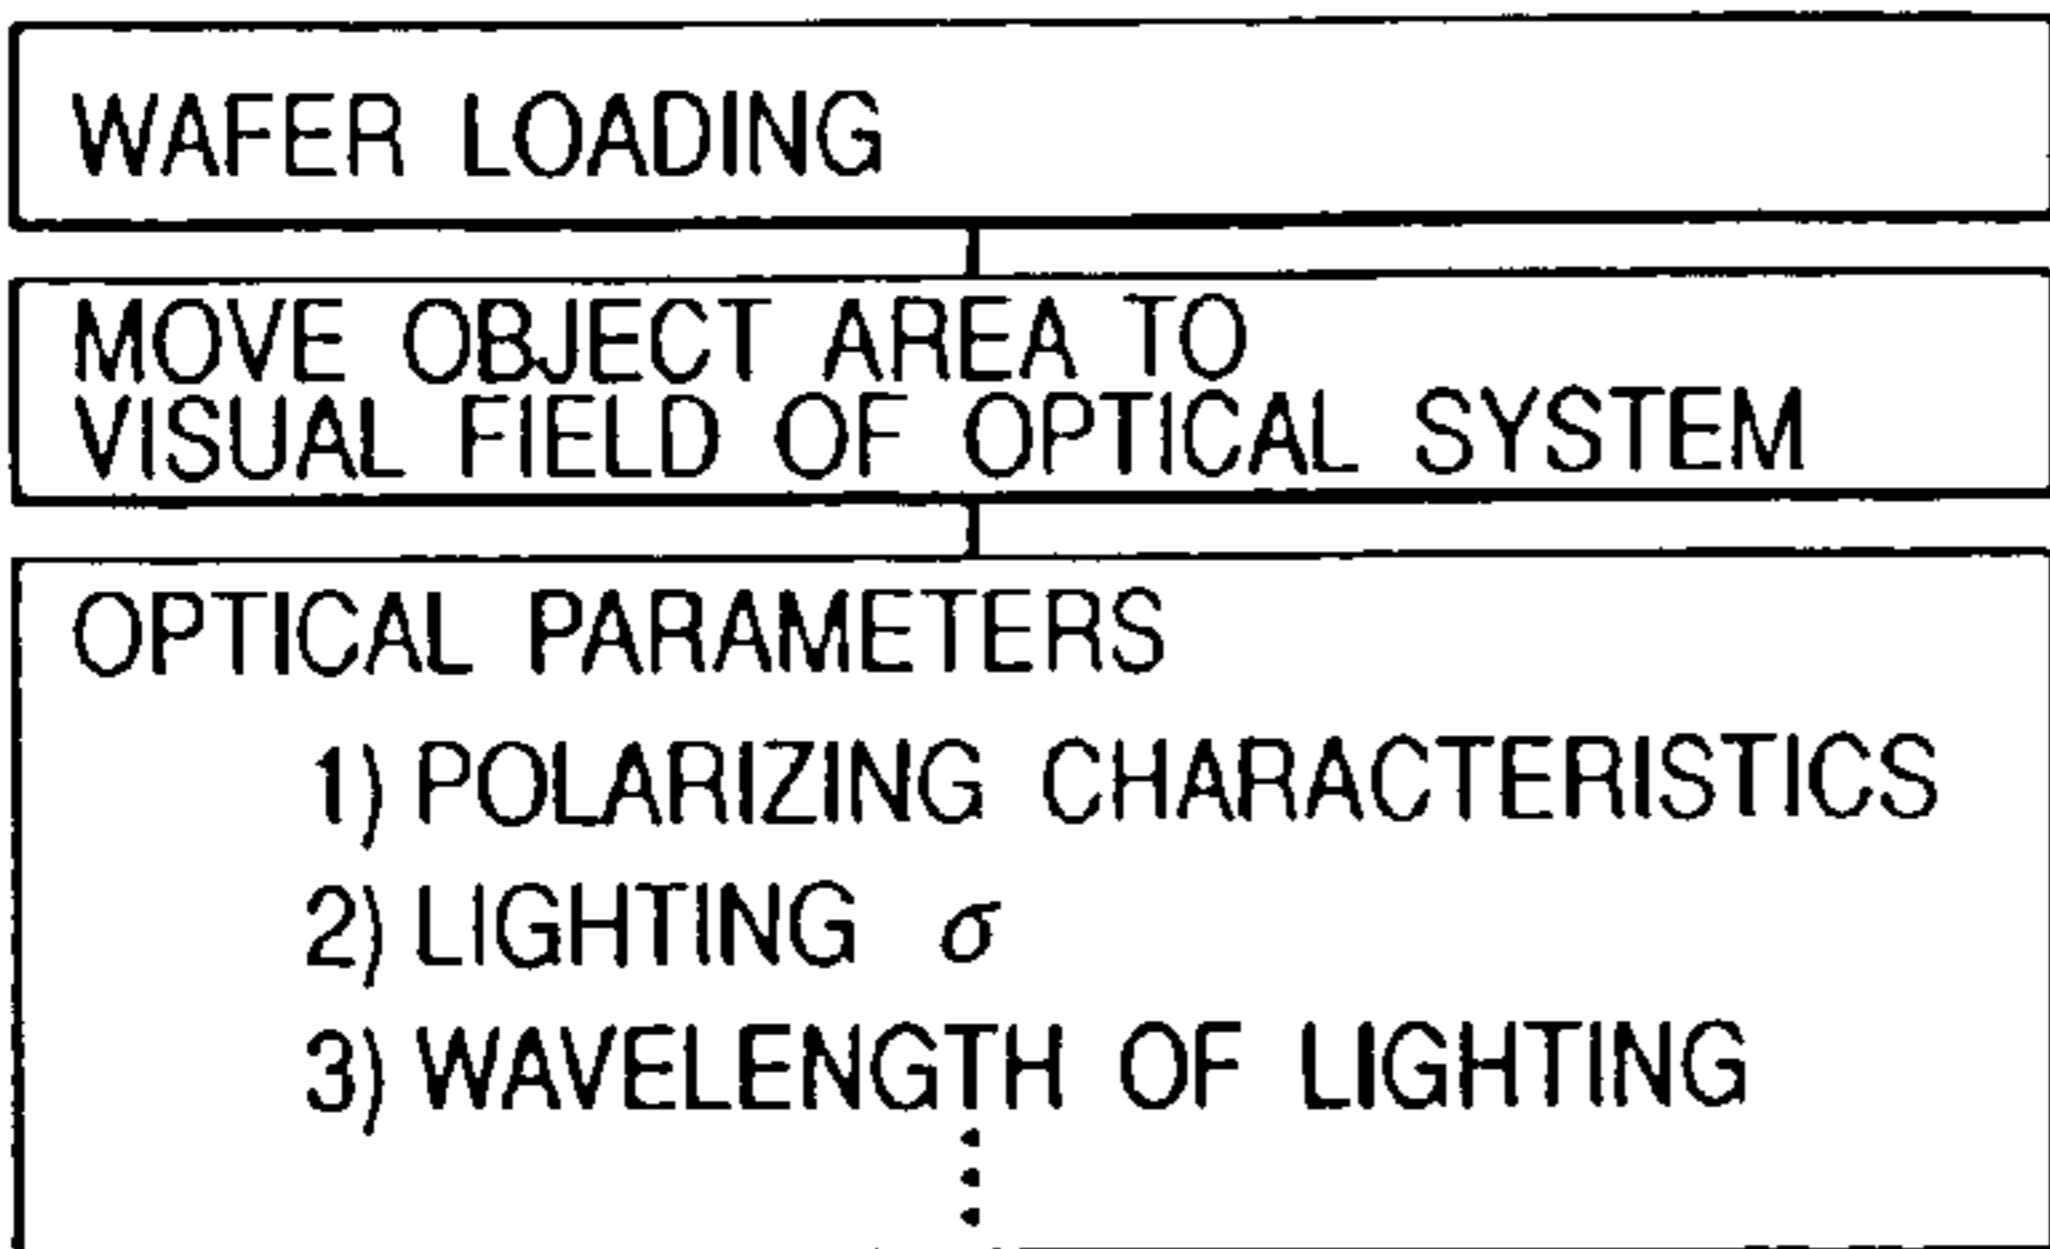 WAFER LOADING
MOVE OBJECT AREA TO
VISUAL FIELD OF OPTICAL SYSTEM
OPTICAL PARAMETERS
1) POLARIZING CHARACTERISTICS
2) LIGHTING σ
3) WAVELENGTH OF LIGHTING